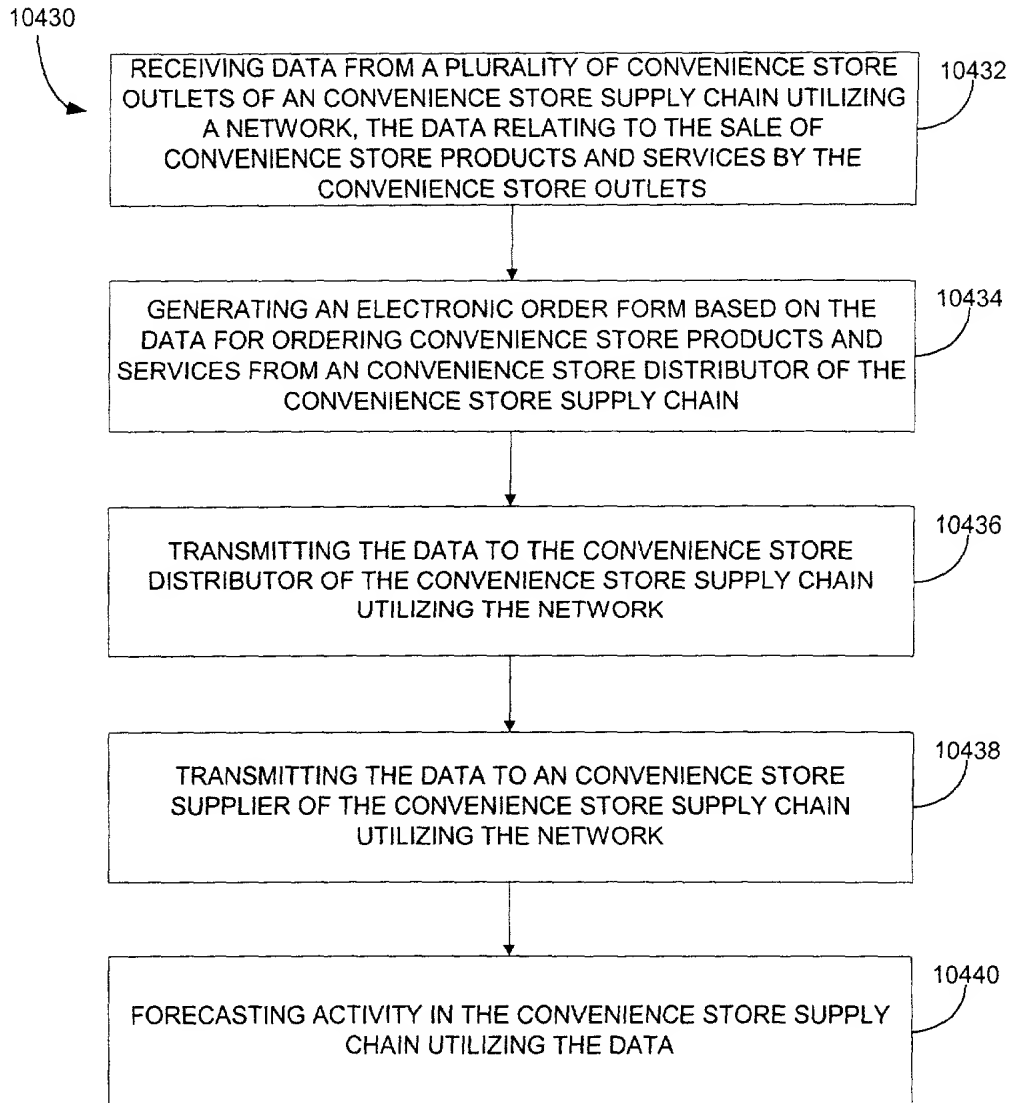 10430
RECEIVING DATA FROM A PLURALITY OF CONVENIENCE STORE
OUTLETS OF AN CONVENIENCE STORE SUPPLY CHAIN UTILIZING
A NETWORK, THE DATA RELATING TO THE SALE OF
CONVENIENCE STORE PRODUCTS AND SERVICES BY THE
CONVENIENCE STORE OUTLETS
10432
GENERATING AN ELECTRONIC ORDER FORM BASED ON THE
DATA FOR ORDERING CONVENIENCE STORE PRODUCTS AND
SERVICES FROM AN CONVENIENCE STORE DISTRIBUTOR OF THE
CONVENIENCE STORE SUPPLY CHAIN
10434
TRANSMITTING THE DATA TO THE CONVENIENCE STORE
DISTRIBUTOR OF THE CONVENIENCE STORE SUPPLY CHAIN
UTILIZING THE NETWORK
10436
TRANSMITTING THE DATA TO AN CONVENIENCE STORE
SUPPLIER OF THE CONVENIENCE STORE SUPPLY CHAIN
UTILIZING THE NETWORK
10438
FORECASTING ACTIVITY IN THE CONVENIENCE STORE SUPPLY
CHAIN UTILIZING THE DATA
10440